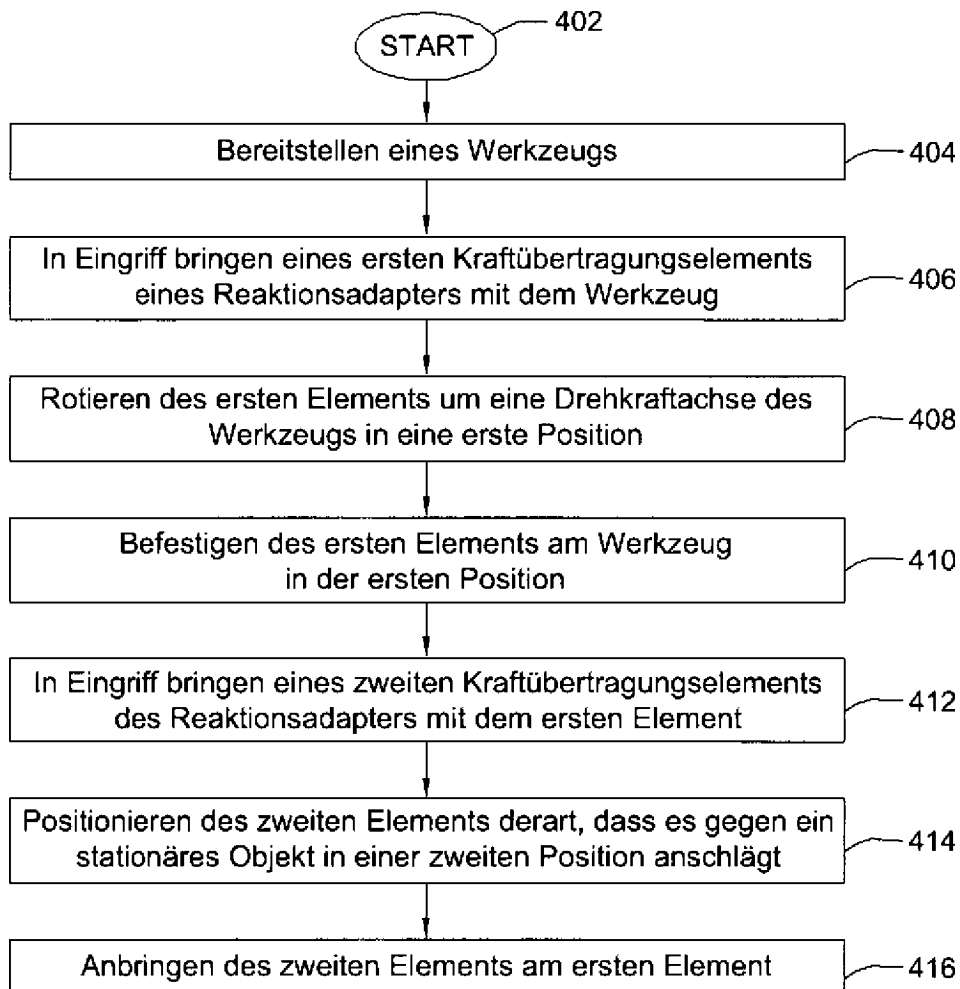 START
402
Bereitstellen eines Werkzeugs
404
In Eingriff bringen eines ersten Kraftübertragungselements
eines Reaktionsadapters mit dem Werkzeug
406
Rotieren des ersten Elements um eine Drehkraftachse des
Werkzeugs in eine erste Position
408
Befestigen des ersten Elements am Werkzeug
in der ersten Position
410
In Eingriff bringen eines zweiten Kraftübertragungselements
des Reaktionsadapters mit dem ersten Element
412
Positionieren des zweiten Elements derart, dass es gegen ein
stationäres Objekt in einer zweiten Position anschlägt
414
Anbringen des zweiten Elements am ersten Element
416